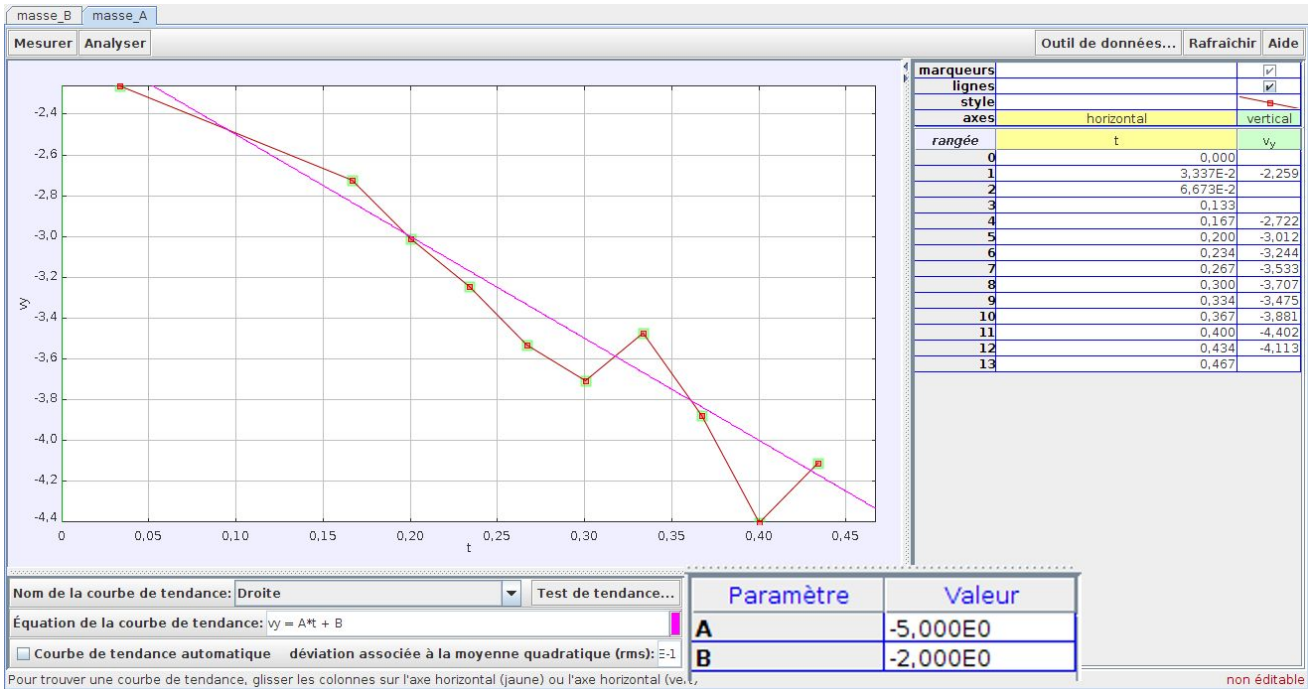 masse_B masse_A
Mesurer Analyser Outil de données... Rafraîchir Aide
marqueurs
lignes
style
axes horizontal vertical
rangée t vy
0 0,000
1 3,337E-2 -2,259
2 6,673E-2
3 0,133
4 0,167 -2,722
5 0,200 -3,012
6 0,234 -3,244
7 0,267 -3,533
8 0,300 -3,707
9 0,334 -3,475
10 0,367 -3,881
11 0,400 -4,402
12 0,434 -4,113
13 0,467
-2,4
-2,6
-2,8
-3,0
-3,2
vy
-3,4
-3,6
-3,8
-4,0
-4,2
-4,4
0 0,05 0,10 0,15 0,20 0,25 0,30 0,35 0,40 0,45
t
Nom de la courbe de tendance: Droite Test de tendance...
Équation de la courbe de tendance: vy = A*t + B
Courbe de tendance automatique déviation associée à la moyenne quadratique (rms): E-1
Paramètre Valeur
A -5,000E0
B -2,000E0
Pour trouver une courbe de tendance, glisser les colonnes sur l'axe horizontal (jaune) ou l'axe horizontal (vert) non éditable